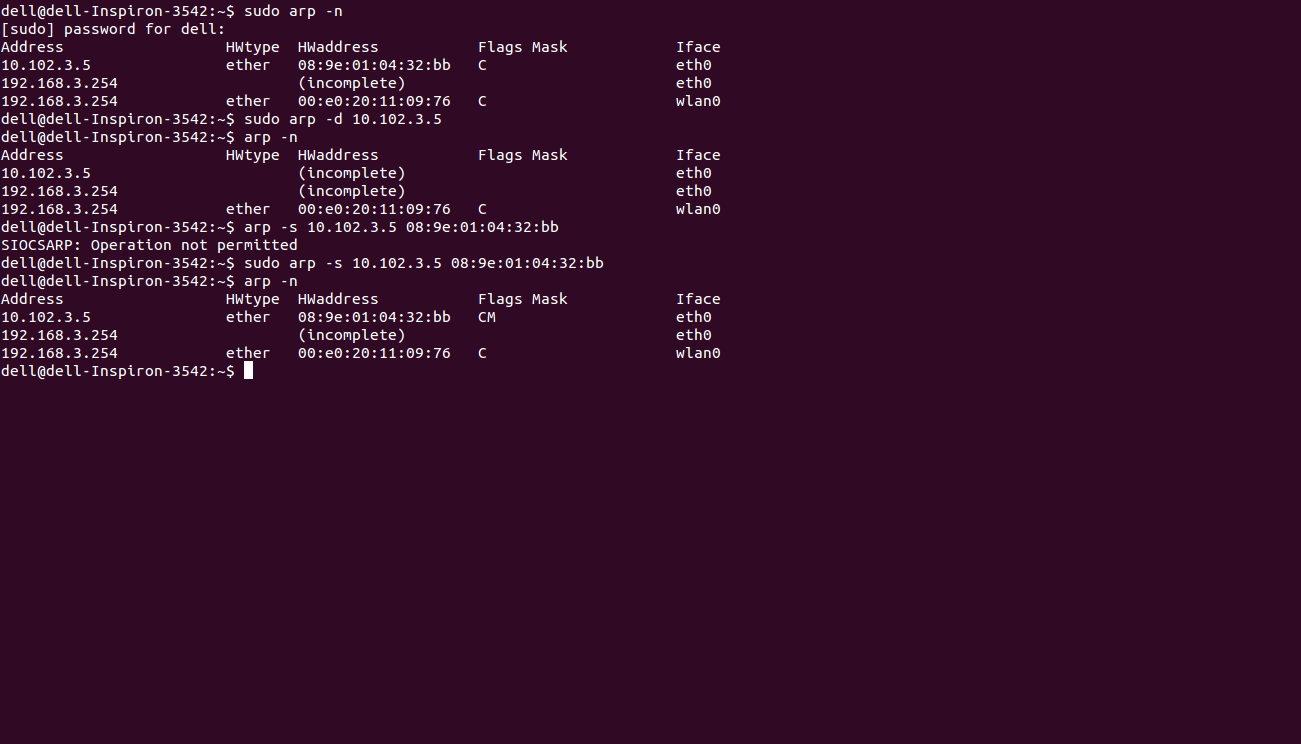 dell@dell-Inspiron-3542:~$ sudo arp -n
[sudo] password for dell:
Address                  HWtype  HWaddress           Flags Mask            Iface
10.102.3.5               ether   08:9e:01:04:32:bb   C                     eth0
192.168.3.254                    (incomplete)                              eth0
192.168.3.254            ether   00:e0:20:11:09:76   C                     wlan0
dell@dell-Inspiron-3542:~$ sudo arp -d 10.102.3.5
dell@dell-Inspiron-3542:~$ arp -n
Address                  HWtype  HWaddress           Flags Mask            Iface
10.102.3.5                       (incomplete)                              eth0
192.168.3.254                    (incomplete)                              eth0
192.168.3.254            ether   00:e0:20:11:09:76   C                     wlan0
dell@dell-Inspiron-3542:~$ arp -s 10.102.3.5 08:9e:01:04:32:bb
SIOCSARP: Operation not permitted
dell@dell-Inspiron-3542:~$ sudo arp -s 10.102.3.5 08:9e:01:04:32:bb
dell@dell-Inspiron-3542:~$ arp -n
Address                  HWtype  HWaddress           Flags Mask            Iface
10.102.3.5               ether   08:9e:01:04:32:bb   CM                    eth0
192.168.3.254                    (incomplete)                              eth0
192.168.3.254            ether   00:e0:20:11:09:76   C                     wlan0
dell@dell-Inspiron-3542:~$